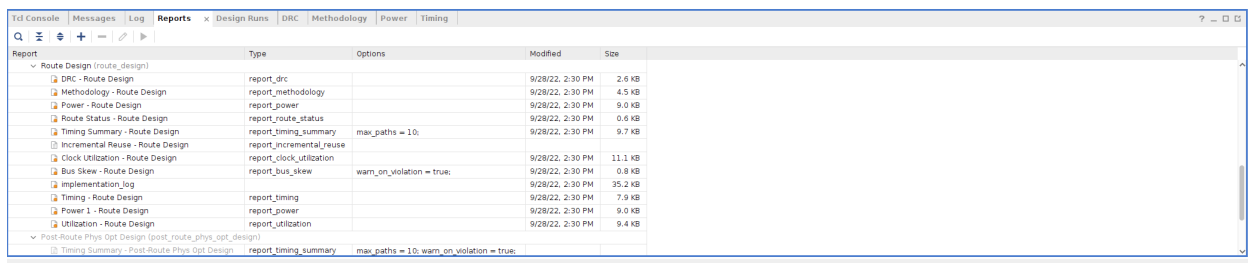 Tcl Console Messages Log Reports × Design Runs DRC Methodology Power Timing ? _
Report Type Options Modified Size
Route Design (route_design)
DRC - Route Design report_drc 9/28/22, 2:30 PM 2.6 KB
Methodology - Route Design report_methodology 9/28/22, 2:30 PM 4.5 KB
Power - Route Design report_power 9/28/22, 2:30 PM 9.0 KB
Route Status - Route Design report_route_status 9/28/22, 2:30 PM 0.6 KB
Timing Summary - Route Design report_timing_summary max_paths = 10; 9/28/22, 2:30 PM 9.7 KB
Incremental Reuse - Route Design report_incremental_reuse
Clock Utilization - Route Design report_clock_utilization 9/28/22, 2:30 PM 11.1 KB
Bus Skew - Route Design report_bus_skew warn_on_violation = true; 9/28/22, 2:30 PM 0.8 KB
implementation_log 9/28/22, 2:30 PM 35.2 KB
Timing - Route Design report_timing 9/28/22, 2:30 PM 7.9 KB
Power 1 - Route Design report_power 9/28/22, 2:30 PM 9.0 KB
Utilization - Route Design report_utilization 9/28/22, 2:30 PM 9.4 KB
Post-Route Phys Opt Design (post_route_phys_opt_design)
Timing Summary - Post-Route Phys Opt Design report_timing_summary max_paths = 10; warn_on_violation = true;